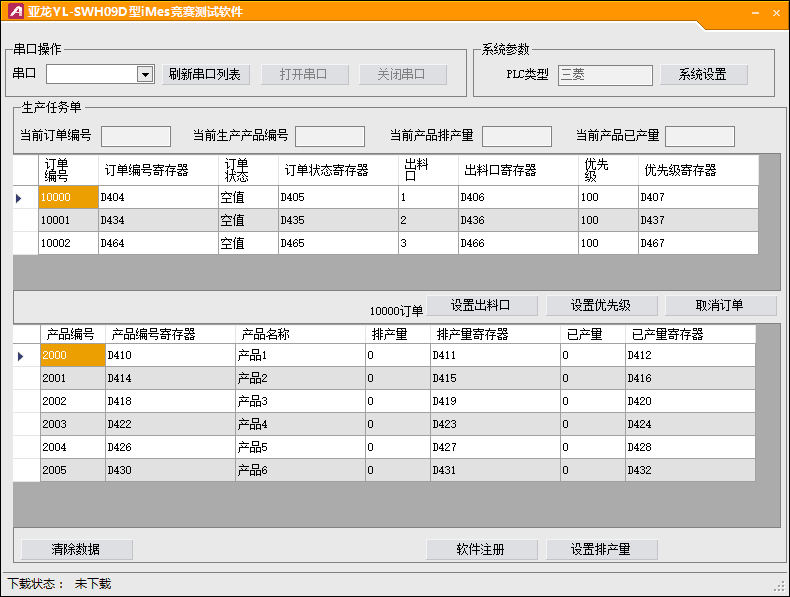 亚龙YL-SWH09D型iMes竞赛测试软件
串口操作
系统参数
串口 刷新串口列表 打开串口 关闭串口 PLC类型 三菱 系统设置
生产任务单
当前订单编号 当前生产产品编号 当前产品排产量 当前产品已产量
订单编号 订单编号寄存器 订单状态 订单状态寄存器 出料口 出料口寄存器 优先级 优先级寄存器
10000 D404 空值 D405 1 D406 100 D407
10001 D434 空值 D435 2 D436 100 D437
10002 D464 空值 D465 3 D466 100 D467
10000订单 设置出料口 设置优先级 取消订单
产品编号 产品编号寄存器 产品名称 排产量 排产量寄存器 已产量 已产量寄存器
2000 D410 产品1 0 D411 0 D412
2001 D414 产品2 0 D415 0 D416
2002 D418 产品3 0 D419 0 D420
2003 D422 产品4 0 D423 0 D424
2004 D426 产品5 0 D427 0 D428
2005 D430 产品6 0 D431 0 D432
清除数据 软件注册 设置排产量
下载状态： 未下载